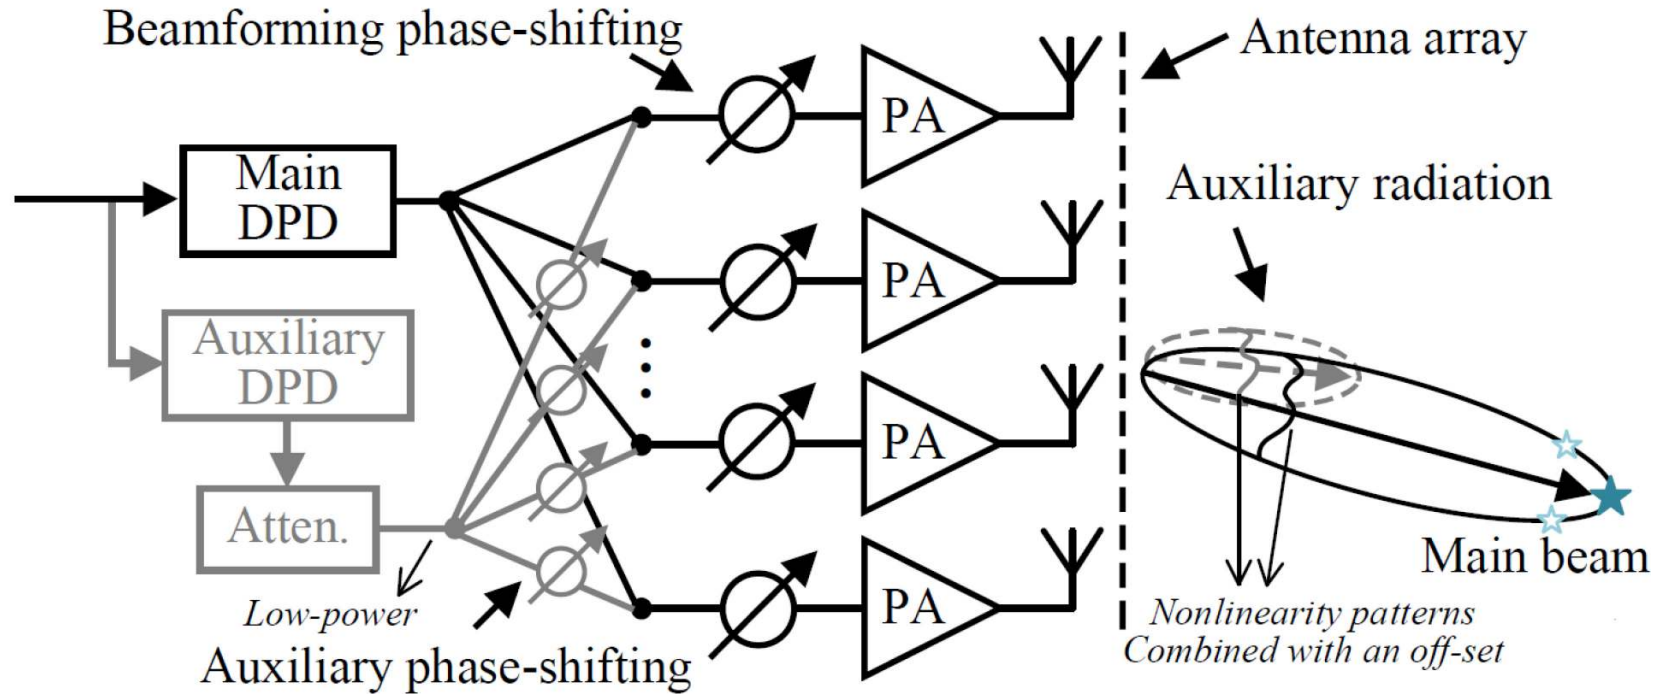 Beamforming phase-shifting
Antenna array
PA
Main
DPD
Auxiliary radiation
PA
Auxiliary
DPD
PA
Atten.
Main beam
Low-power
PA
Nonlinearity patterns
Combined with an off-set
Auxiliary phase-shifting